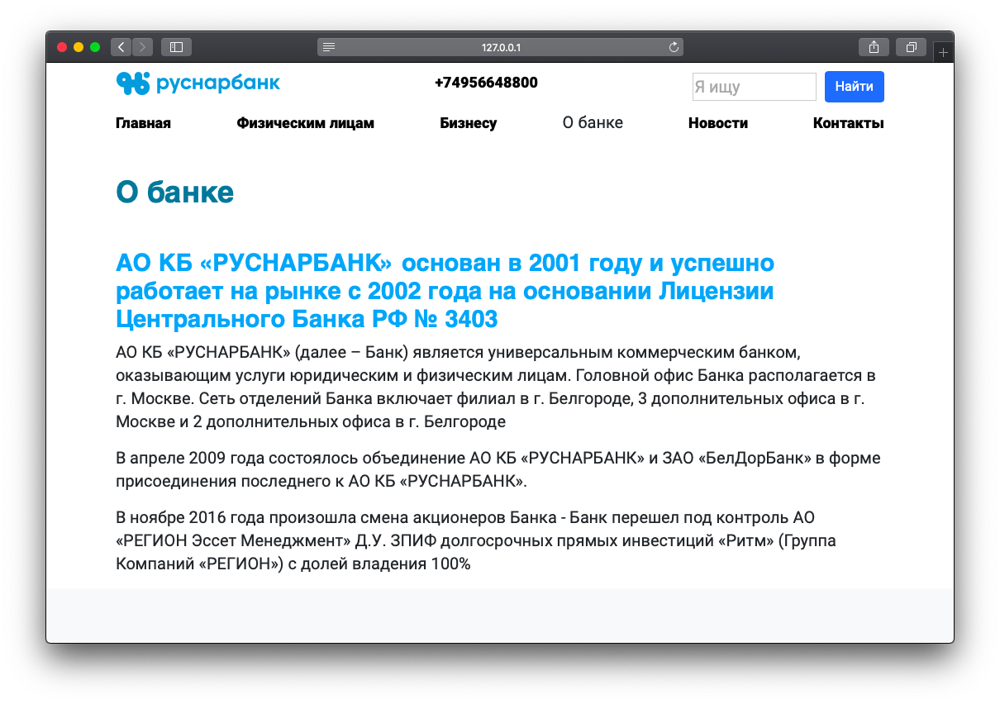 127.0.0.1
руснарбанк
+74956648800
Я ищу
Найти
Главная
Физическим лицам
Бизнесу
О банке
Новости
Контакты
О банке
АО КБ «РУСНАРБАНК» основан в 2001 году и успешно
работает на рынке с 2002 года на основании Лицензии
Центрального Банка РФ № 3403
АО КБ «РУСНАРБАНК» (далее – Банк) является универсальным коммерческим банком,
оказывающим услуги юридическим и физическим лицам. Головной офис Банка располагается в
г. Москве. Сеть отделений Банка включает филиал в г. Белгороде, 3 дополнительных офиса в г.
Москве и 2 дополнительных офиса в г. Белгороде
В апреле 2009 года состоялось объединение АО КБ «РУСНАРБАНК» и ЗАО «БелДорБанк» в форме
присоединения последнего к АО КБ «РУСНАРБАНК».
В ноябре 2016 года произошла смена акционеров Банка - Банк перешел под контроль АО
«РЕГИОН Эссет Менеджмент» Д.У. ЗПИФ долгосрочных прямых инвестиций «Ритм» (Группа
Компаний «РЕГИОН») с долей владения 100%